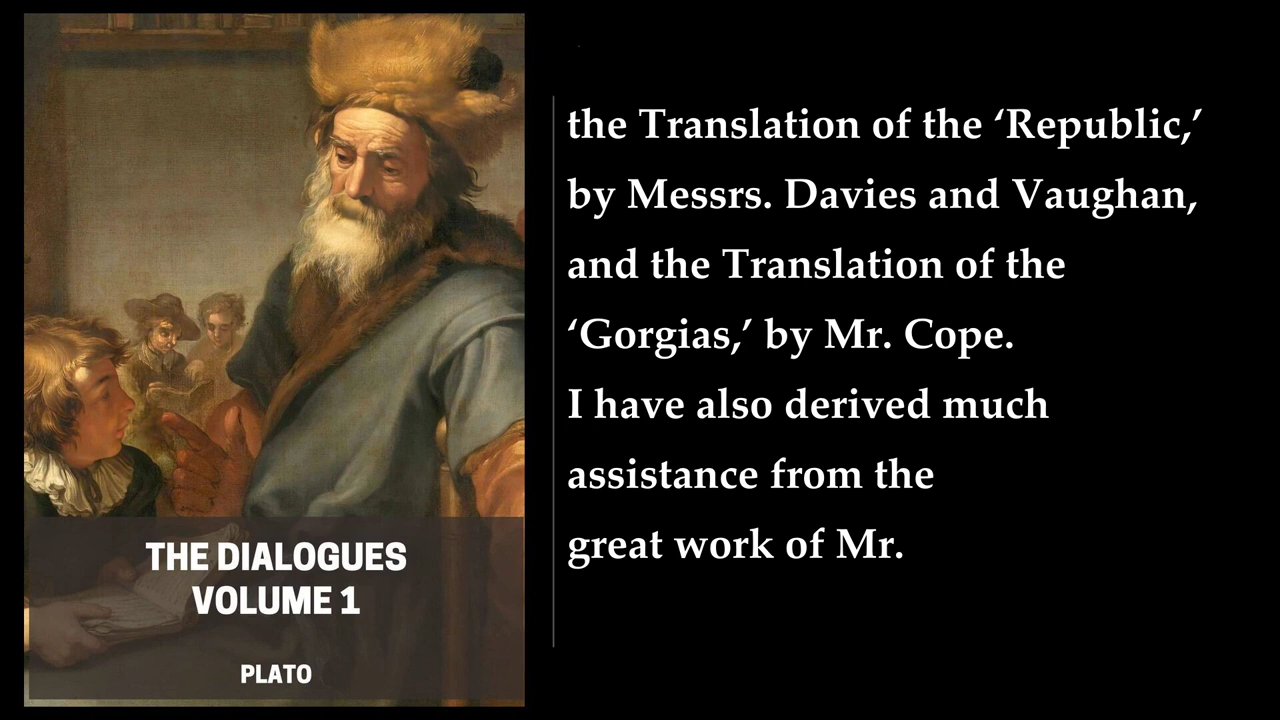 THE DIALOGUES
VOLUME 1
PLATO
the Translation of the ‘Republic,’
by Messrs. Davies and Vaughan,
and the Translation of the
‘Gorgias,’ by Mr. Cope.
I have also derived much
assistance from the
great work of Mr.